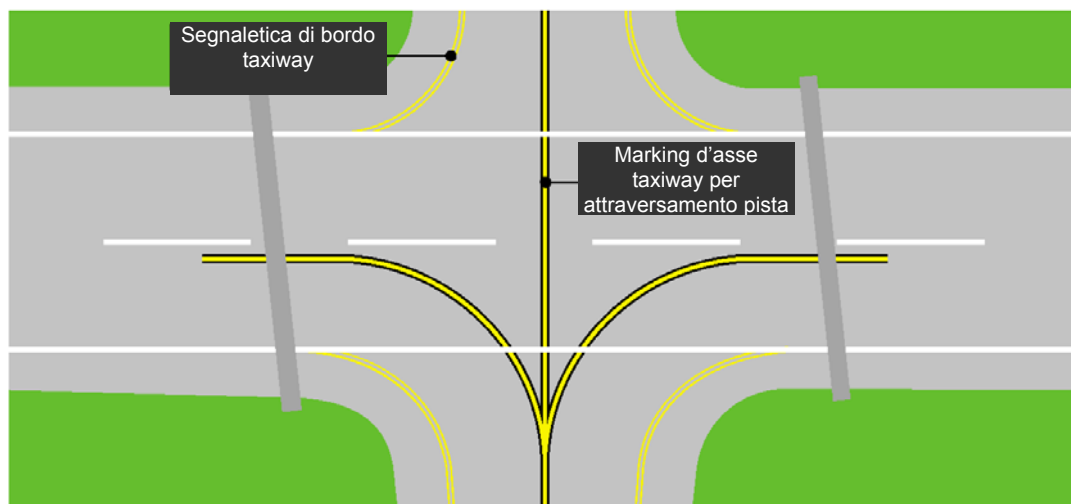 Segnaletica di bordo
taxiway
Marking d’asse
taxiway per
attraversamento pista